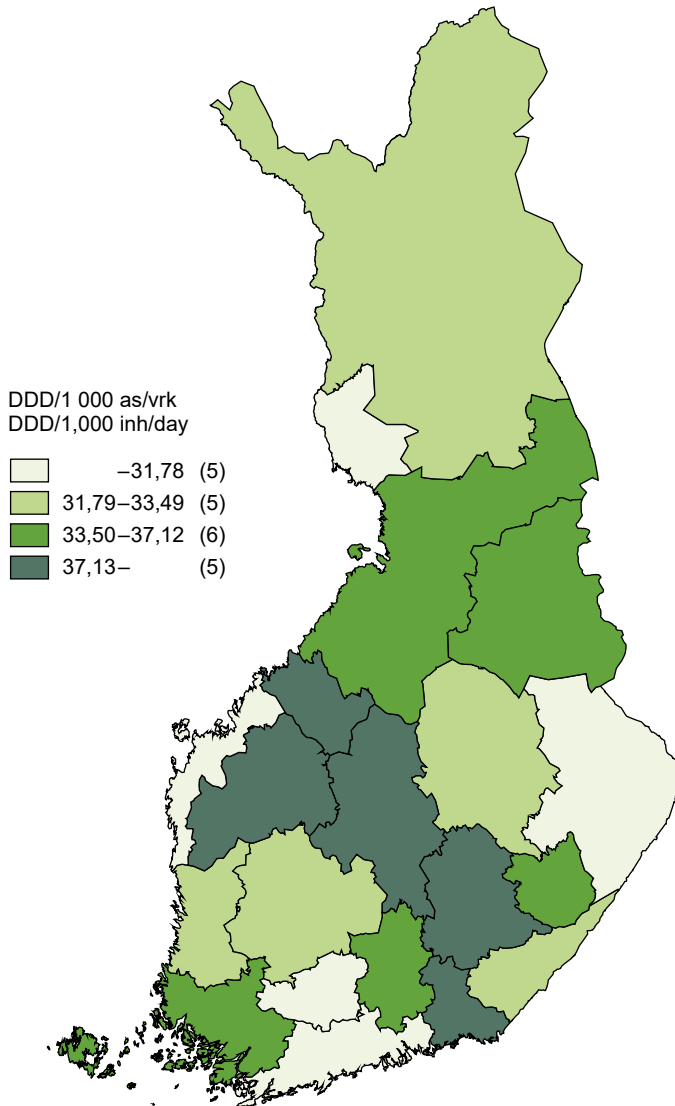 DDD/1 000 as/vrk
DDD/1,000 inh/day
–31,78 (5)
31,79–33,49 (5)
33,50–37,12 (6)
37,13– (5)